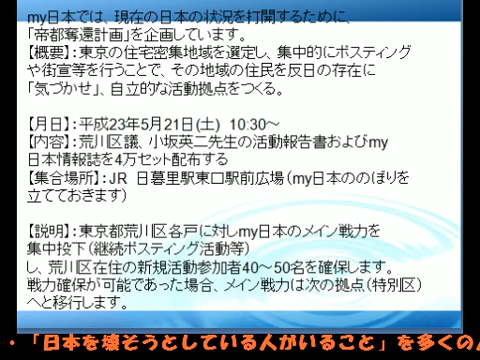 my日本では、現在の日本の状況を打開するために、
「帝都奪還計画」を企画しています。
【概要】：東京の住宅密集地域を選定し、集中的にポスティング
や街宣等を行うことで、その地域の住民を反日の存在に
「気づかせ」、自立的な活動拠点をつくる。
【月日】：平成23年5月21日(土) 10:30～
【内容】：荒川区議、小坂英二先生の活動報告書およびmy
日本情報誌を4万セット配布する
【集合場所】：JR 日暮里駅東口駅前広場（my日本ののぼりを
立てておきます）
【説明】：東京都荒川区各戸に対しmy日本のメイン戦力を
集中投下（継続ポスティング活動等）
し、荒川区在住の新規活動参加者40～50名を確保します。
戦力確保が可能であった場合、メイン戦力は次の拠点（特別区）
へと移行します。
・「日本を壊そうとしている人がいること」を多くの